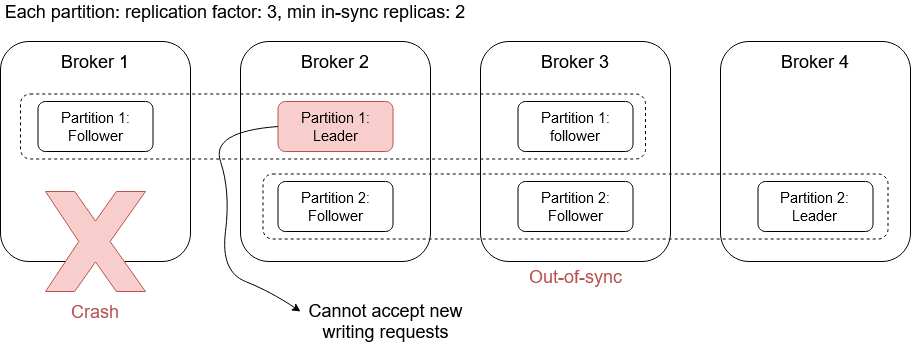 Each partition: replication factor: 3, min in-sync replicas: 2
Broker 1
Broker 2
Broker 3
Broker 4
Partition 1:
Follower
Partition 1:
Leader
Partition 1:
follower
Partition 2:
Follower
Partition 2:
Follower
Partition 2:
Leader
Out-of-sync
Crash
Cannot accept new
writing requests